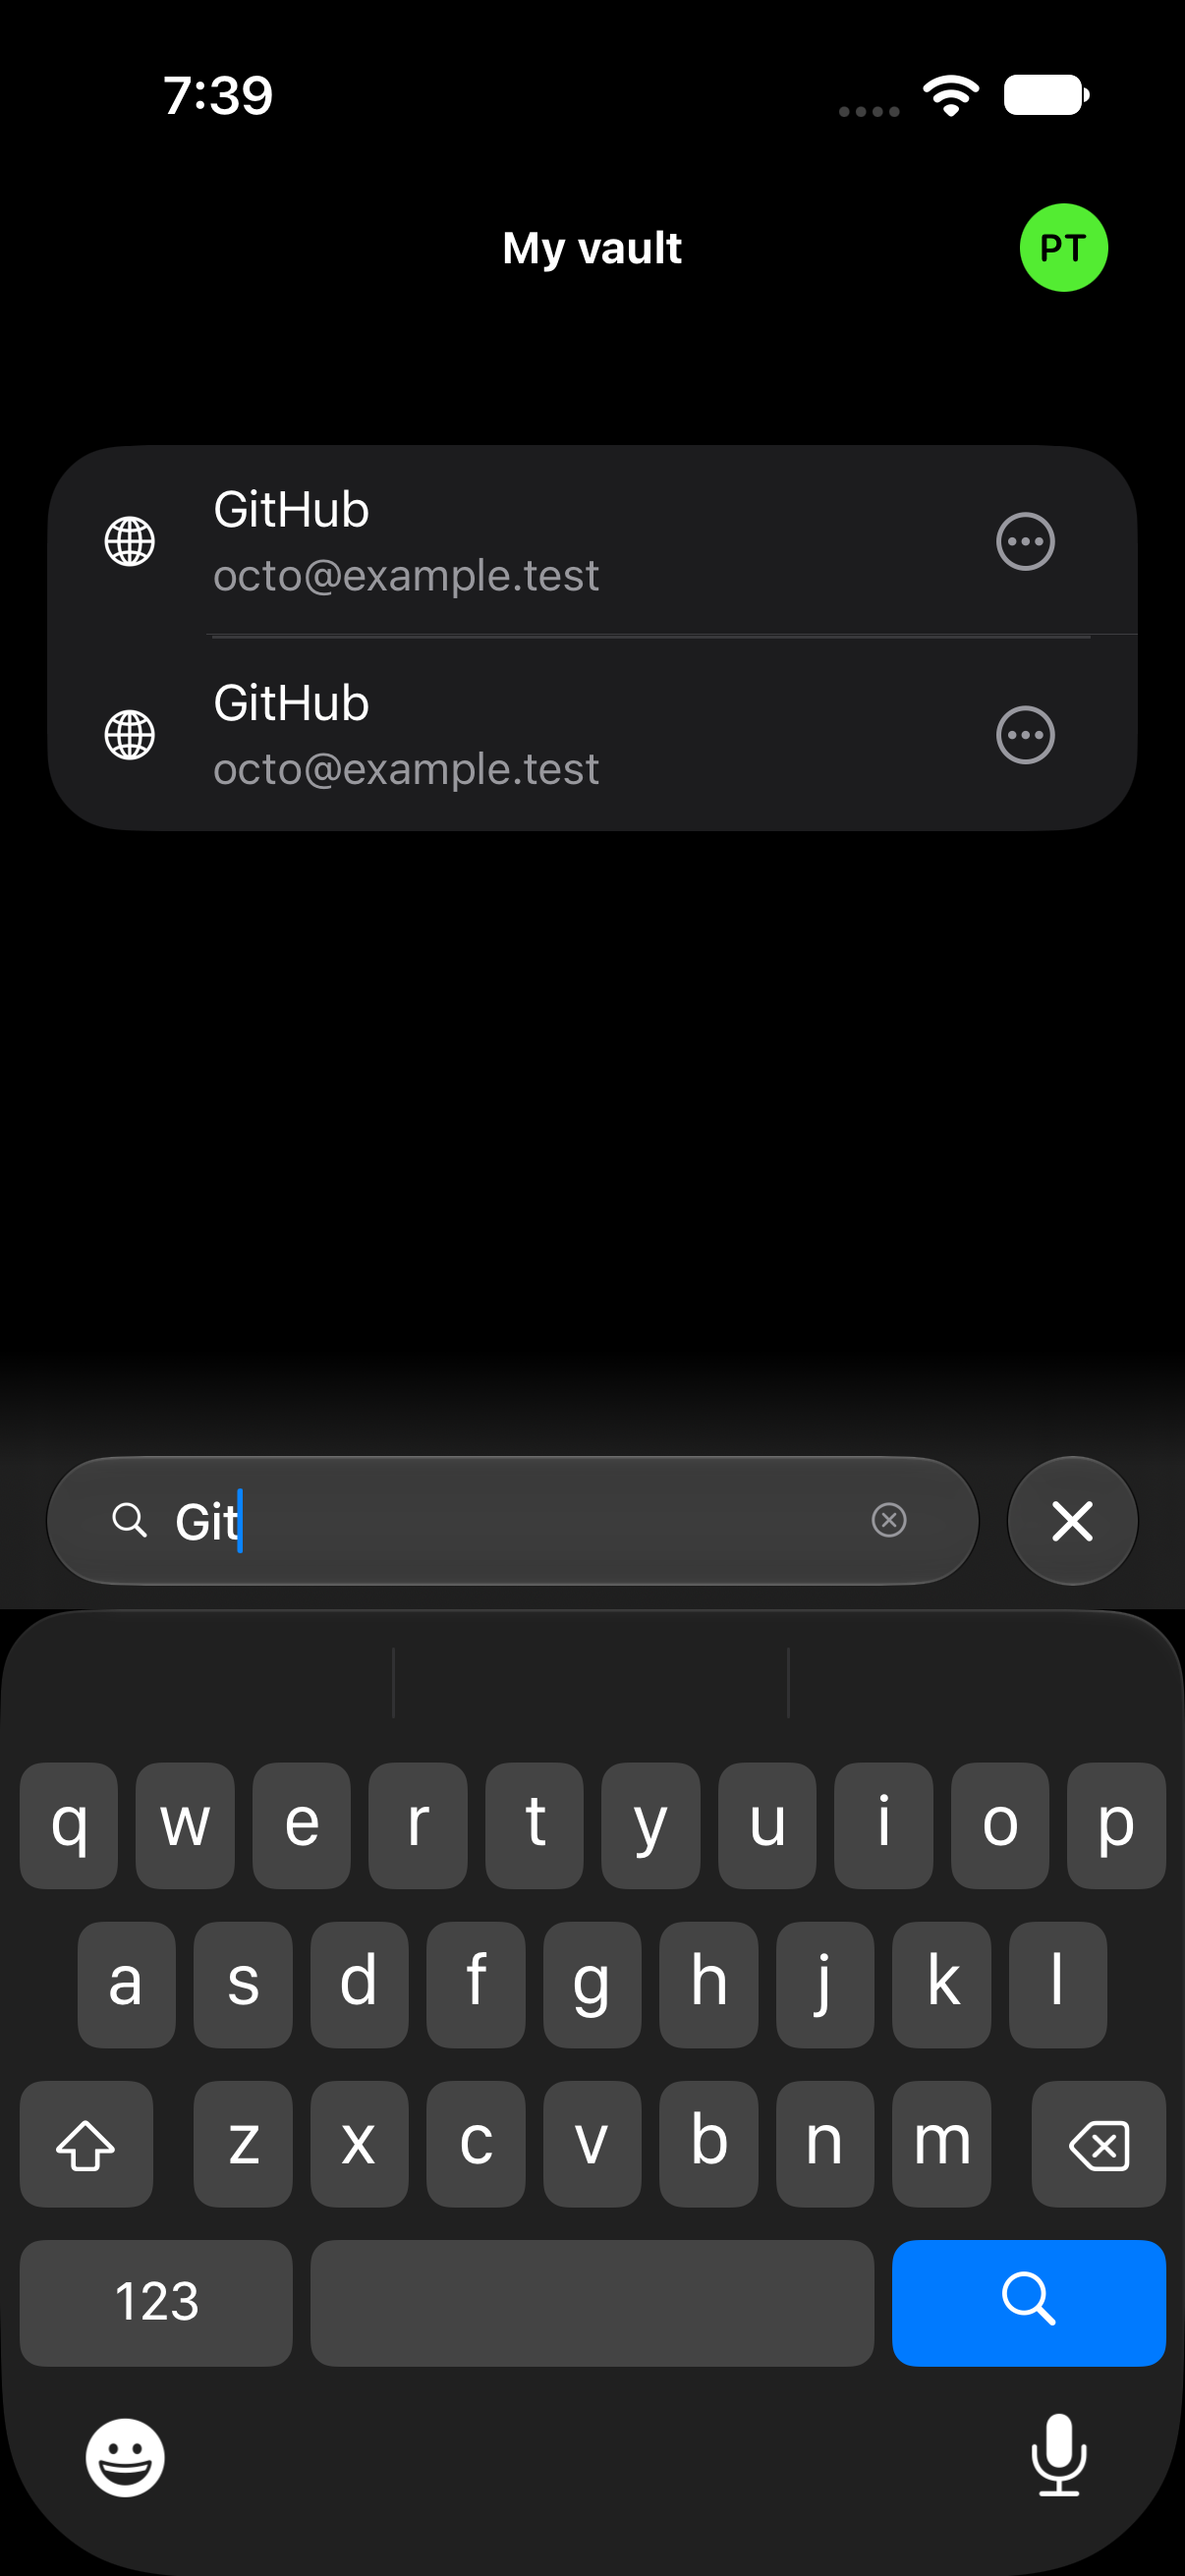 7:39
My vault
PT
GitHub
octo@example.test
GitHub
octo@example.test
Git
q w e r t y u i o p
a s d f g h j k l
z x c v b n m
123